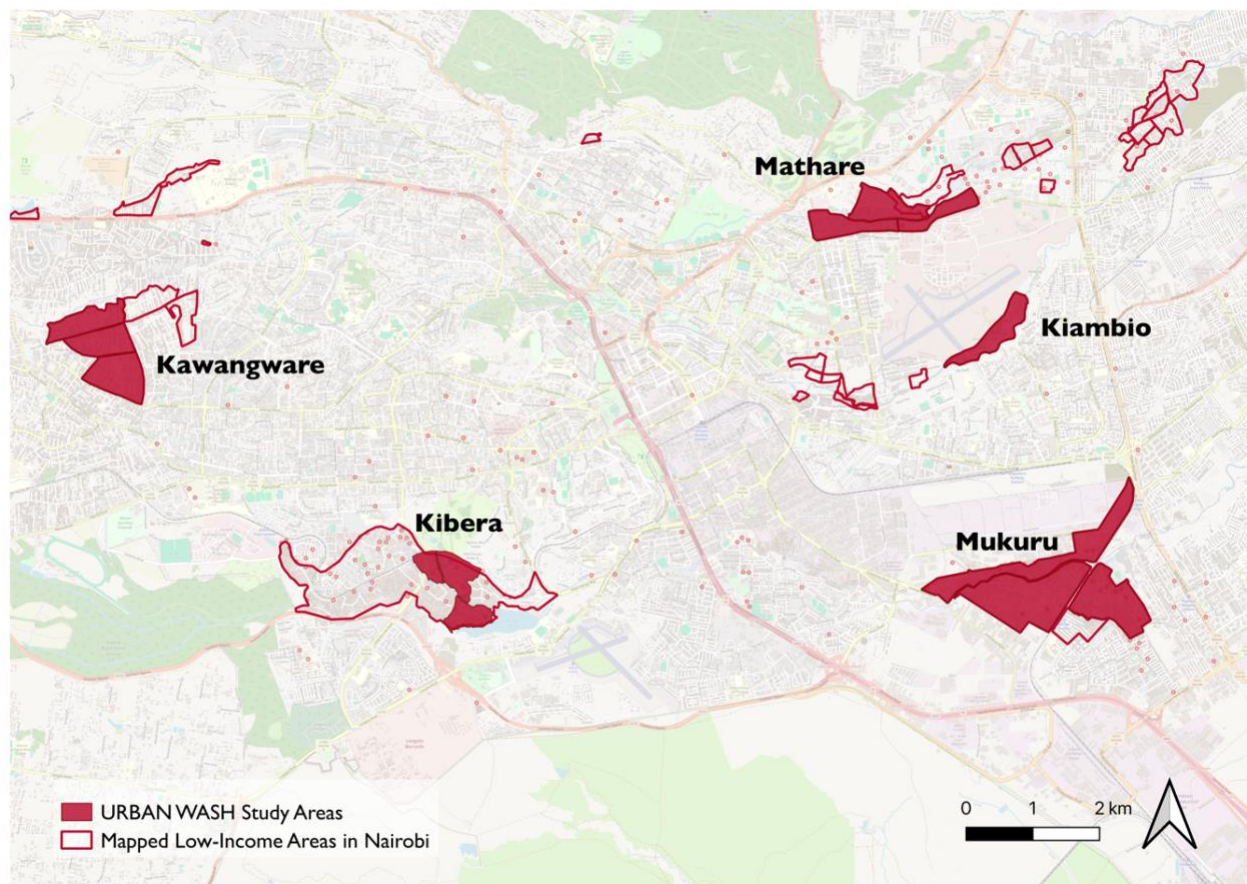 Mathare
Kiambio
Kawangware
Kibera
Mukuru
URBAN WASH Study Areas
Mapped Low-Income Areas in Nairobi
0 1 2 km